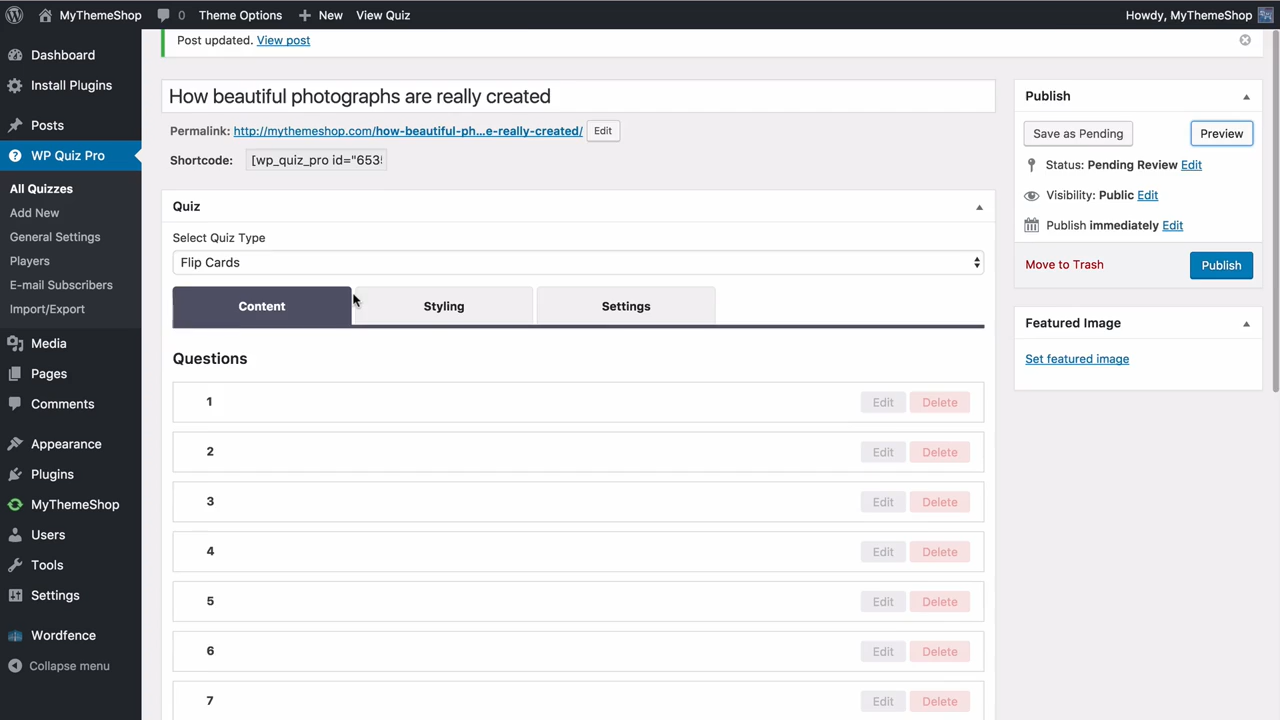 MyThemeShop 0 Theme Options New View Quiz Howdy, MyThemeShop
Dashboard
Install Plugins
Posts
WP Quiz Pro
All Quizzes
Add New
General Settings
Players
E-mail Subscribers
Import/Export
Media
Pages
Comments
Appearance
Plugins
MyThemeShop
Users
Tools
Settings
Wordfence
Collapse menu
Post updated. View post
How beautiful photographs are really created
Permalink: http://mythemeshop.com/how-beautiful-ph...e-really-created/ Edit
Shortcode: [wp_quiz_pro id="653
Quiz
Select Quiz Type
Flip Cards
Content Styling Settings
Questions
1 Edit Delete
2 Edit Delete
3 Edit Delete
4 Edit Delete
5 Edit Delete
6 Edit Delete
7 Edit Delete
Publish
Save as Pending Preview
Status: Pending Review Edit
Visibility: Public Edit
Publish immediately Edit
Move to Trash Publish
Featured Image
Set featured image